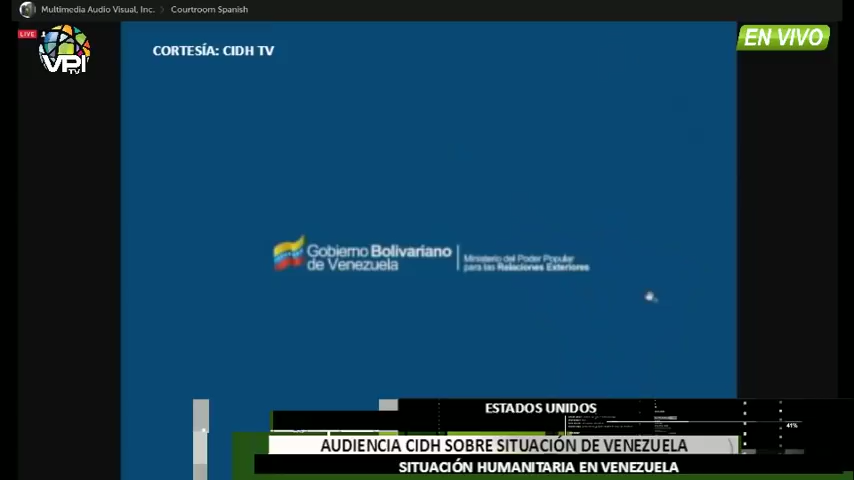 Multimedia Audio Visual, Inc. > Courtroom Spanish
LIVE
VPI
TV
CORTESÍA: CIDH TV
EN VIVO
Gobierno Bolivariano
de Venezuela
Ministerio del Poder Popular
para las Relaciones Exteriores
ESTADOS UNIDOS
41%
AUDIENCIA CIDH SOBRE SITUACIÓN DE VENEZUELA
SITUACIÓN HUMANITARIA EN VENEZUELA